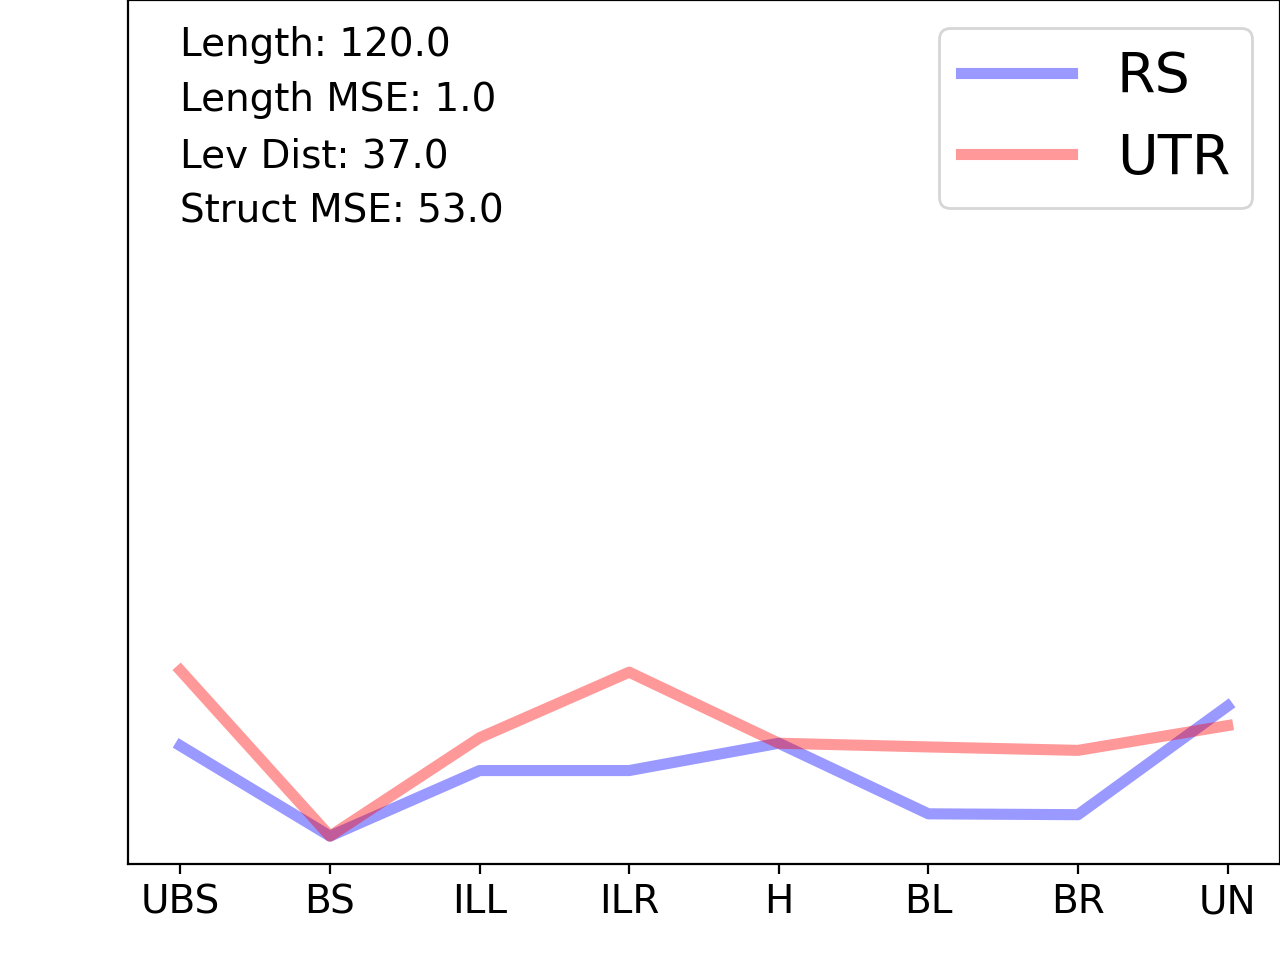 Length: 120.0
Length MSE: 1.0
Lev Dist: 37.0
Struct MSE: 53.0
RS
UTR
UBS BS ILL ILR H BL BR UN